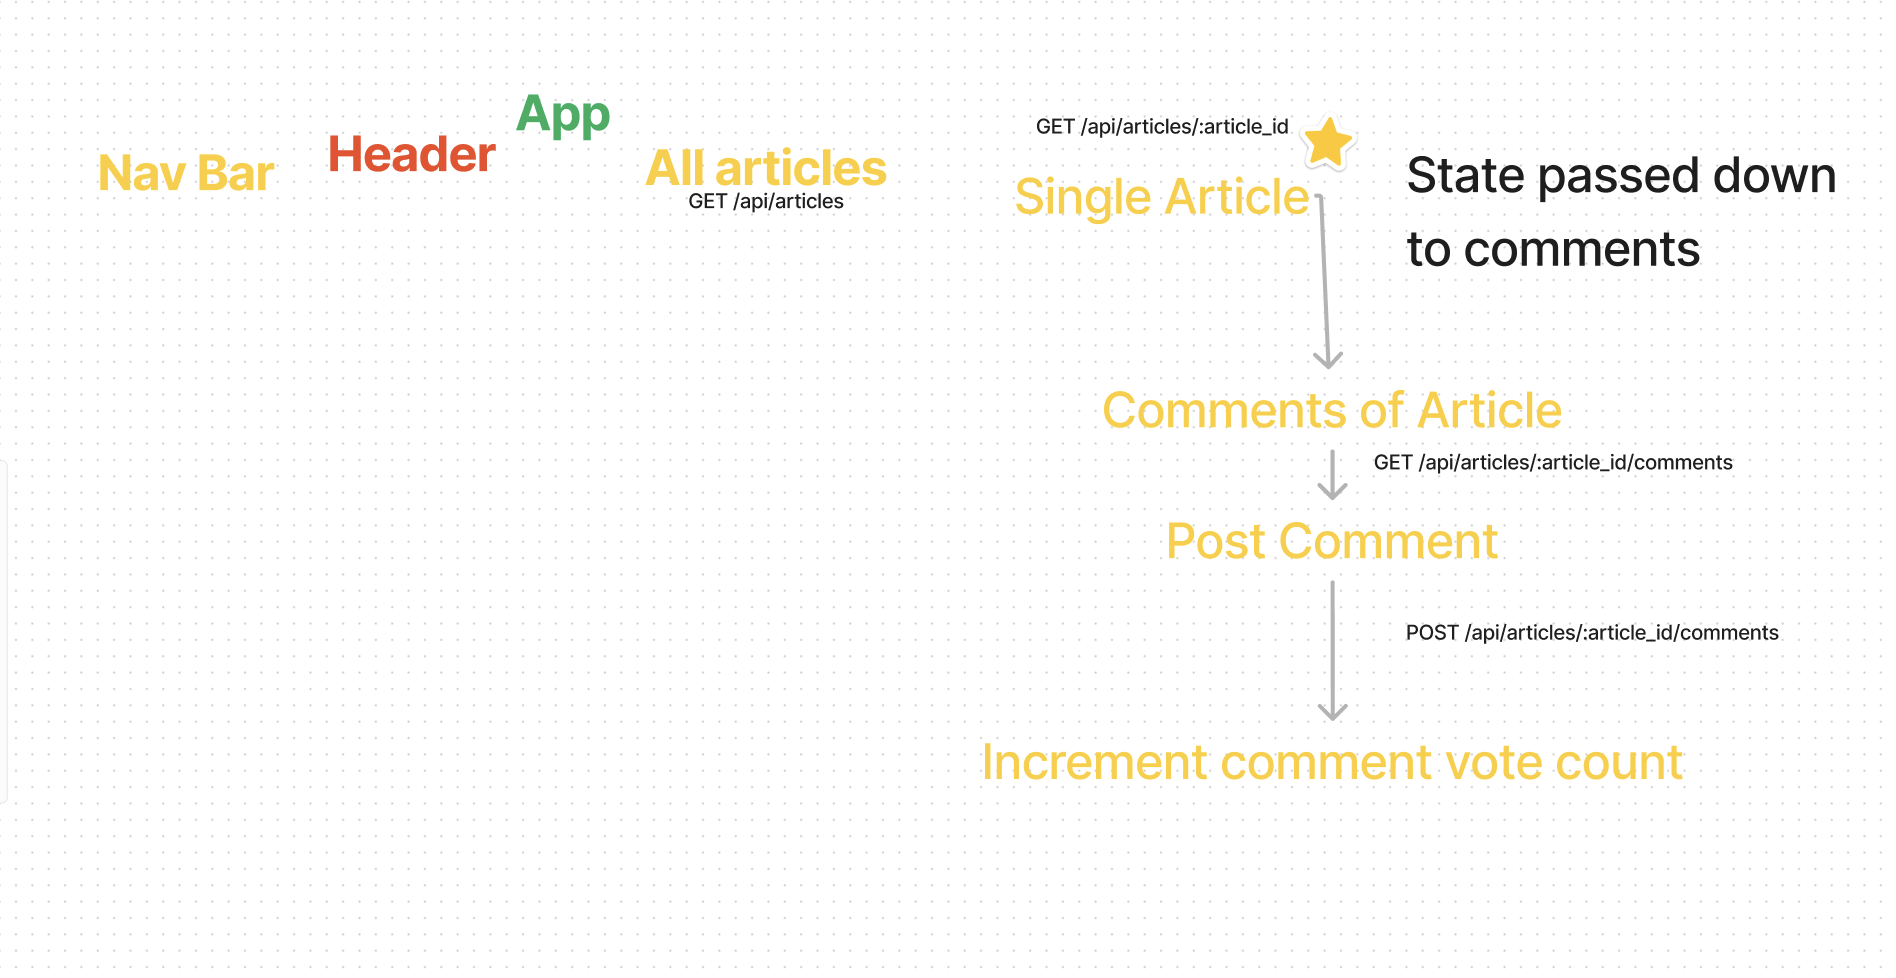 App
Header
Nav Bar
All articles
GET /api/articles
GET /api/articles/:article_id
Single Article
State passed down
to comments
Comments of Article
GET /api/articles/:article_id/comments
Post Comment
POST /api/articles/:article_id/comments
Increment comment vote count